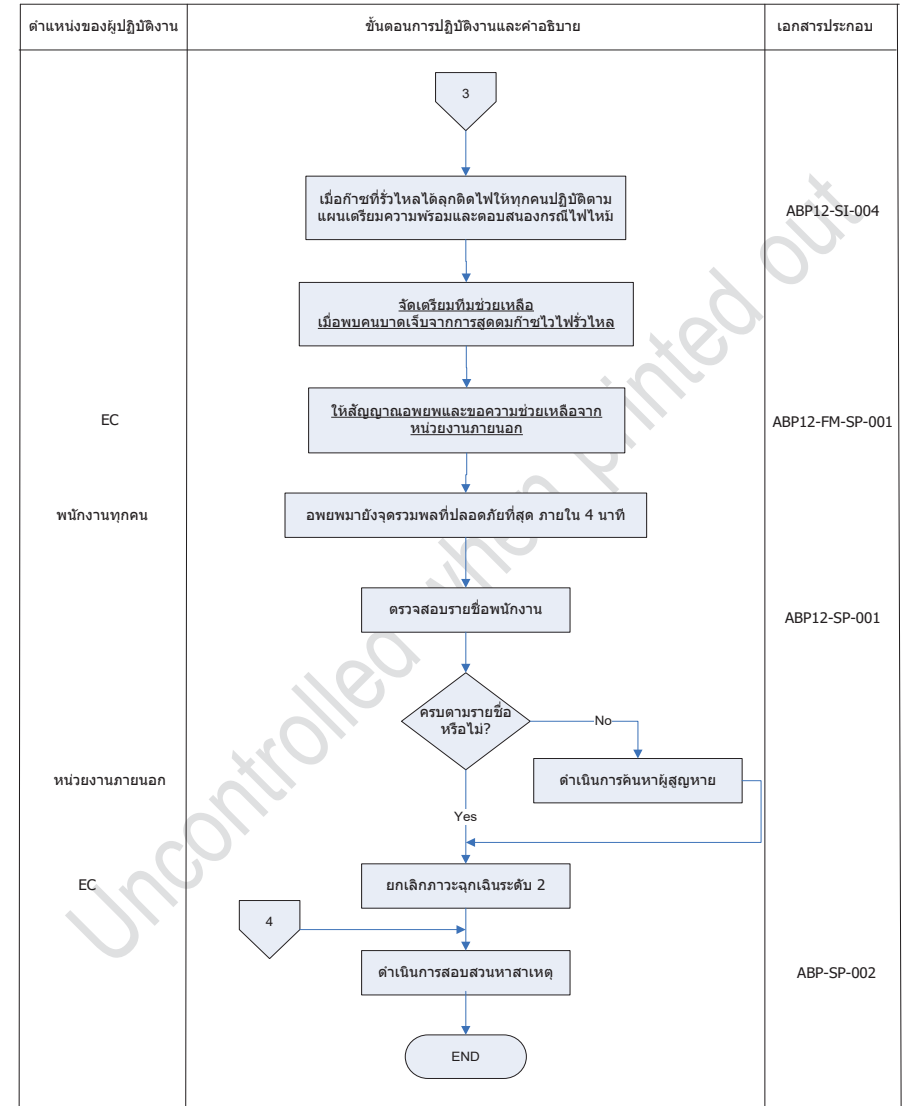 ตำแหน่งของผู้ปฏิบัติงาน
ขั้นตอนการปฏิบัติงานและคำอธิบาย
เอกสารประกอบ
3
เมื่อก๊าซที่รั่วไหลได้ลุกติดไฟให้ทุกคนปฏิบัติตาม
แผนเตรียมความพร้อมและตอบสนองกรณีไฟไหม้
ABP12-SI-004
จัดเตรียมทีมช่วยเหลือ
เมื่อพบคนบาดเจ็บจากการสูดดมก๊าซไวไฟรั่วไหล
EC
ให้สัญญาณอพยพและขอความช่วยเหลือจาก
หน่วยงานภายนอก
ABP12-FM-SP-001
พนักงานทุกคน
อพยพมายังจุดรวมพลที่ปลอดภัยที่สุด ภายใน 4 นาที
ตรวจสอบรายชื่อพนักงาน
ABP12-SP-001
ครบตามรายชื่อ
หรือไม่?
No
หน่วยงานภายนอก
ดำเนินการค้นหาผู้สูญหาย
Yes
EC
ยกเลิกภาวะฉุกเฉินระดับ 2
4
ดำเนินการสอบสวนหาสาเหตุ
ABP-SP-002
END
Uncontrolled when printed out